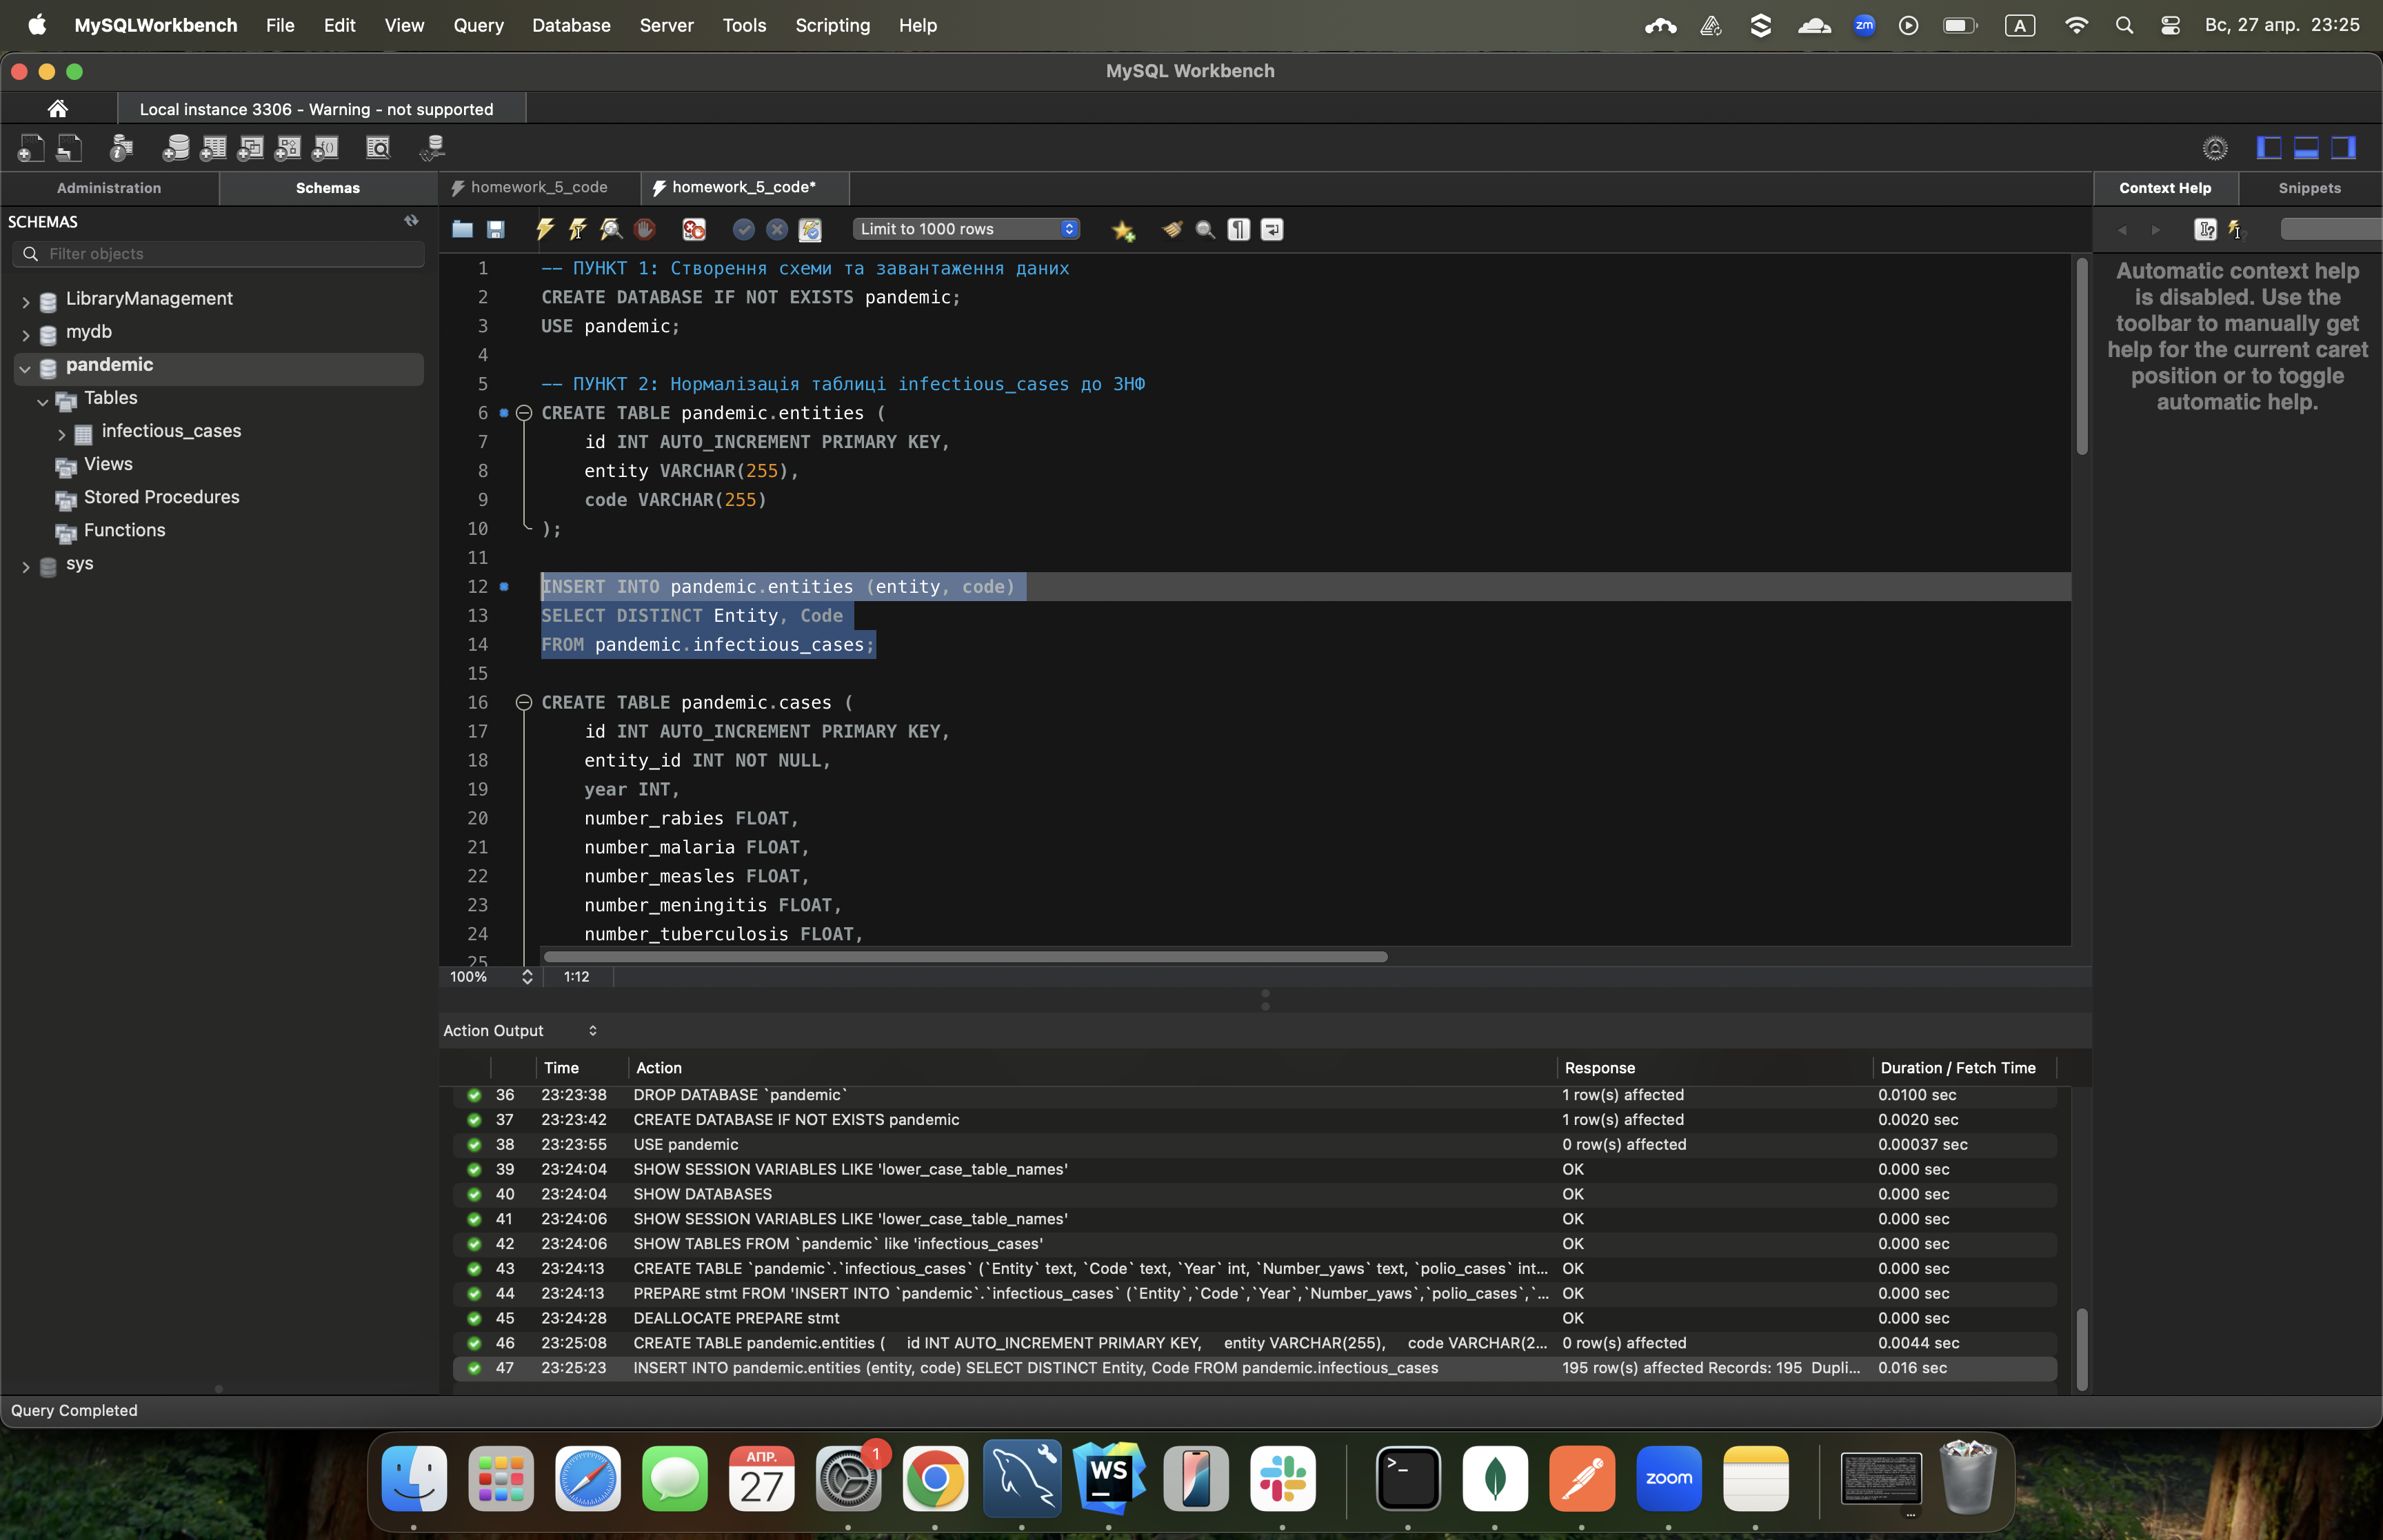 MySQLWorkbench File Edit View Query Database Server Tools Scripting Help zm A Вс, 27 апр. 23:25
MySQL Workbench
Local instance 3306 - Warning - not supported
Administration Schemas
homework_5_code homework_5_code*
Context Help Snippets
SCHEMAS
Filter objects
Limit to 1000 rows
LibraryManagement
mydb
pandemic
Tables
infectious_cases
Views
Stored Procedures
Functions
sys
1 -- ПУНКТ 1: Створення схеми та завантаження даних
2 CREATE DATABASE IF NOT EXISTS pandemic;
3 USE pandemic;
4
5 -- ПУНКТ 2: Нормалізація таблиці infectious_cases до 3НФ
6 CREATE TABLE pandemic.entities (
7 id INT AUTO_INCREMENT PRIMARY KEY,
8 entity VARCHAR(255),
9 code VARCHAR(255)
10 );
11
12 INSERT INTO pandemic.entities (entity, code)
13 SELECT DISTINCT Entity, Code
14 FROM pandemic.infectious_cases;
15
16 CREATE TABLE pandemic.cases (
17 id INT AUTO_INCREMENT PRIMARY KEY,
18 entity_id INT NOT NULL,
19 year INT,
20 number_rabies FLOAT,
21 number_malaria FLOAT,
22 number_measles FLOAT,
23 number_meningitis FLOAT,
24 number_tuberculosis FLOAT,
25
Automatic context help
is disabled. Use the
toolbar to manually get
help for the current caret
position or to toggle
automatic help.
100% 1:12
Action Output
Time Action Response Duration / Fetch Time
36 23:23:38 DROP DATABASE `pandemic` 1 row(s) affected 0.0100 sec
37 23:23:42 CREATE DATABASE IF NOT EXISTS pandemic 1 row(s) affected 0.0020 sec
38 23:23:55 USE pandemic 0 row(s) affected 0.00037 sec
39 23:24:04 SHOW SESSION VARIABLES LIKE 'lower_case_table_names' OK 0.000 sec
40 23:24:04 SHOW DATABASES OK 0.000 sec
41 23:24:06 SHOW SESSION VARIABLES LIKE 'lower_case_table_names' OK 0.000 sec
42 23:24:06 SHOW TABLES FROM `pandemic` like 'infectious_cases' OK 0.000 sec
43 23:24:13 CREATE TABLE `pandemic`.`infectious_cases` (`Entity` text, `Code` text, `Year` int, `Number_yaws` text, `polio_cases` int... OK 0.000 sec
44 23:24:13 PREPARE stmt FROM 'INSERT INTO `pandemic`.`infectious_cases` (`Entity`,`Code`,`Year`,`Number_yaws`,`polio_cases`,`... OK 0.000 sec
45 23:24:28 DEALLOCATE PREPARE stmt OK 0.000 sec
46 23:25:08 CREATE TABLE pandemic.entities ( id INT AUTO_INCREMENT PRIMARY KEY, entity VARCHAR(255), code VARCHAR(2... 0 row(s) affected 0.0044 sec
47 23:25:23 INSERT INTO pandemic.entities (entity, code) SELECT DISTINCT Entity, Code FROM pandemic.infectious_cases 195 row(s) affected Records: 195 Dupli... 0.016 sec
Query Completed
АПР.
27
1
WS
zoom